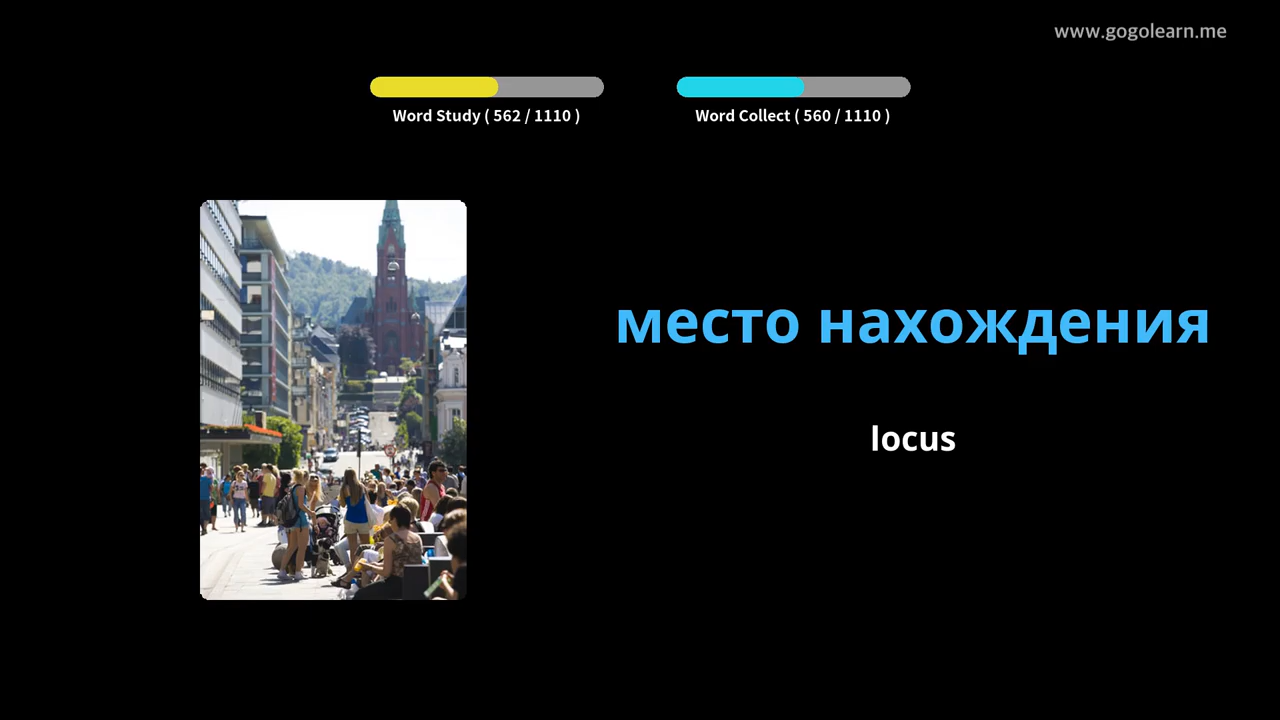 www.gogolearn.me
Word Study ( 562 / 1110 )
Word Collect ( 560 / 1110 )
место нахождения
locus